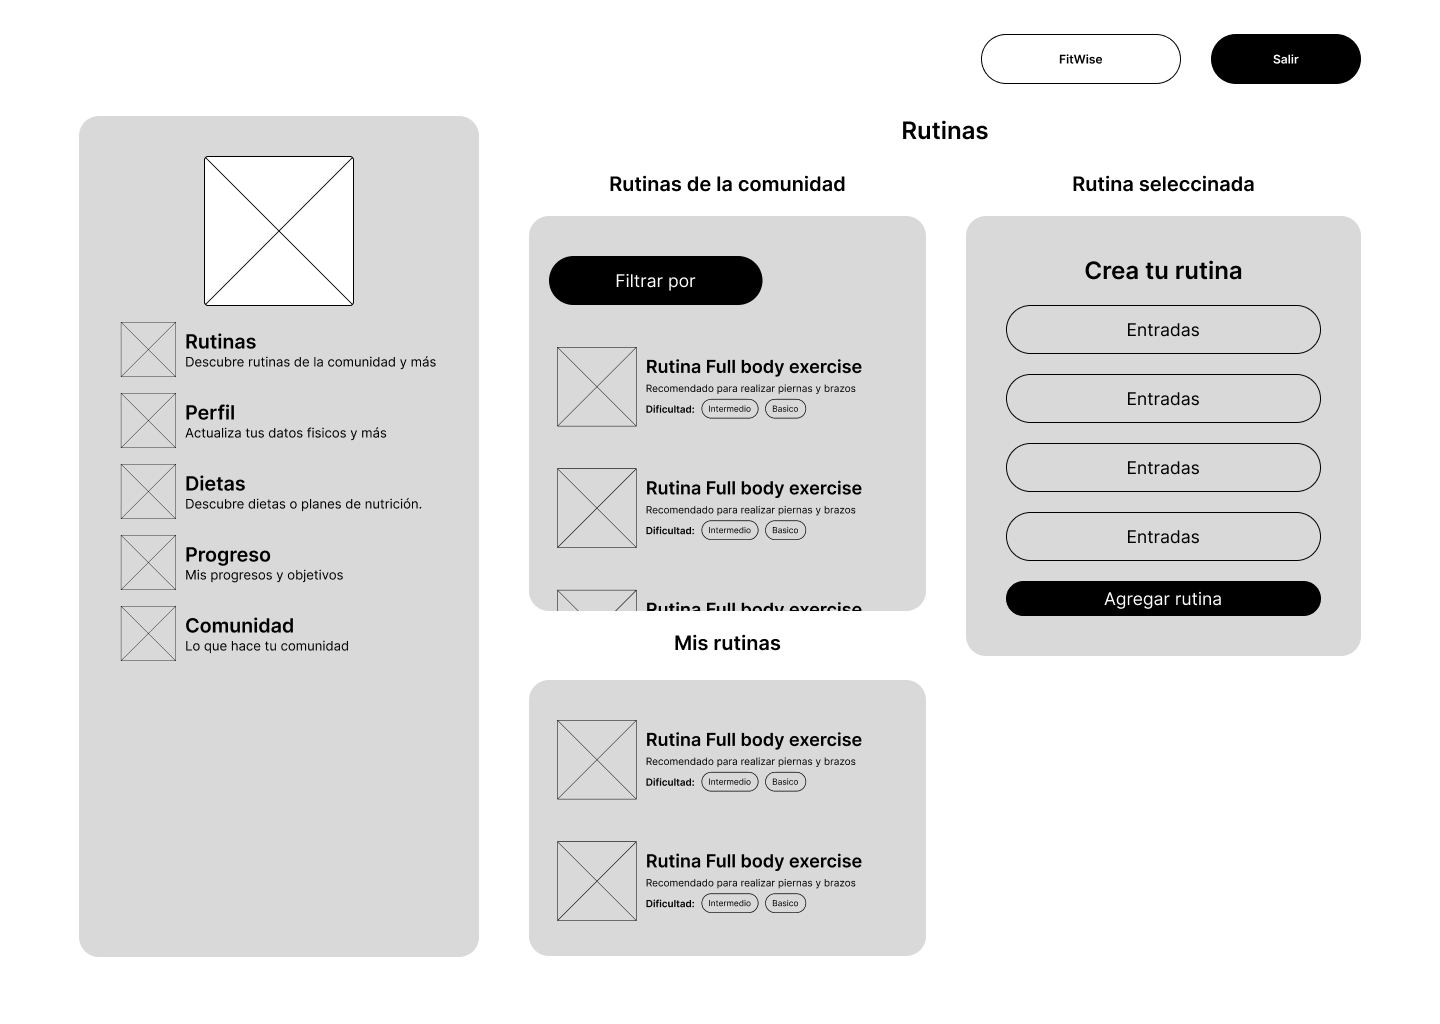 FitWise
Salir
Rutinas
Descubre rutinas de la comunidad y más
Perfil
Actualiza tus datos fisicos y más
Dietas
Descubre dietas o planes de nutrición.
Progreso
Mis progresos y objetivos
Comunidad
Lo que hace tu comunidad
Rutinas
Rutinas de la comunidad
Filtrar por
Rutina Full body exercise
Recomendado para realizar piernas y brazos
Dificultad: Intermedio Basico
Rutina Full body exercise
Recomendado para realizar piernas y brazos
Dificultad: Intermedio Basico
Rutina Full body exercise
Mis rutinas
Rutina Full body exercise
Recomendado para realizar piernas y brazos
Dificultad: Intermedio Basico
Rutina Full body exercise
Recomendado para realizar piernas y brazos
Dificultad: Intermedio Basico
Rutina seleccinada
Crea tu rutina
Entradas
Entradas
Entradas
Entradas
Agregar rutina